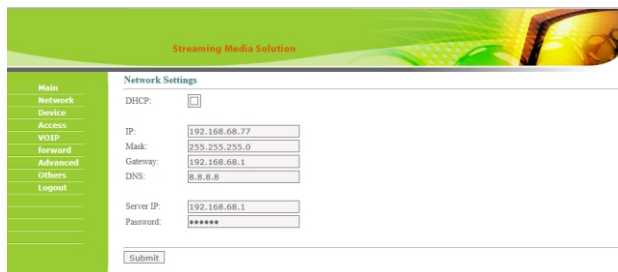 Streaming Media Solution
Main
Network
Device
Access
VOIP
forward
Advanced
Others
Logout
Network Settings
DHCP:
IP: 192.168.68.77
Mask: 255.255.255.0
Gateway: 192.168.68.1
DNS: 8.8.8.8
Server IP: 192.168.68.1
Password: ••••••
Submit